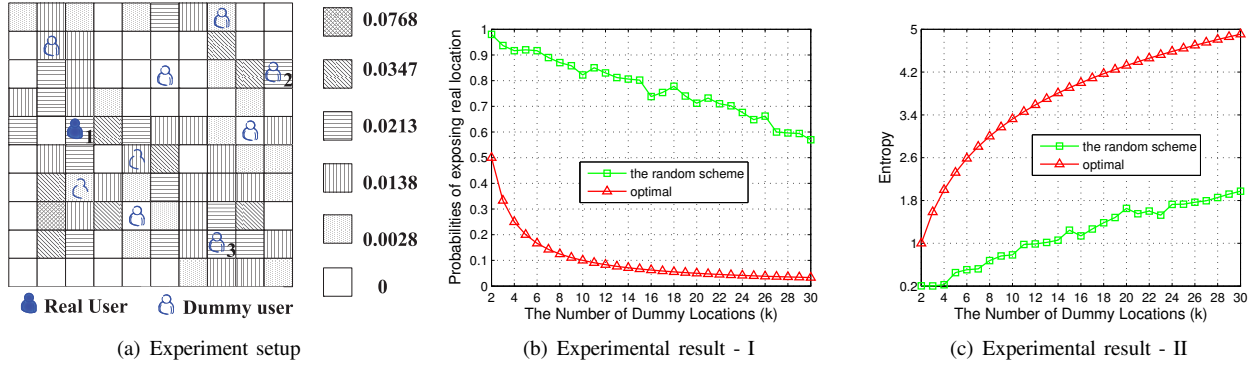 1
2
3
Real User
Dummy user
0.0768
0.0347
0.0213
0.0138
0.0028
0
(a) Experiment setup
Probabilities of exposing real location
1
0.9
0.8
0.7
0.6
0.5
0.4
0.3
0.2
0.1
0
the random scheme
optimal
2 4 6 8 10 12 14 16 18 20 22 24 26 28 30
The Number of Dummy Locations (k)
(b) Experimental result - I
Entropy
5
4.2
3.4
2.6
1.8
1
0.2
the random scheme
optimal
2 4 6 8 10 12 14 16 18 20 22 24 26 28 30
The Number of Dummy Locations (k)
(c) Experimental result - II